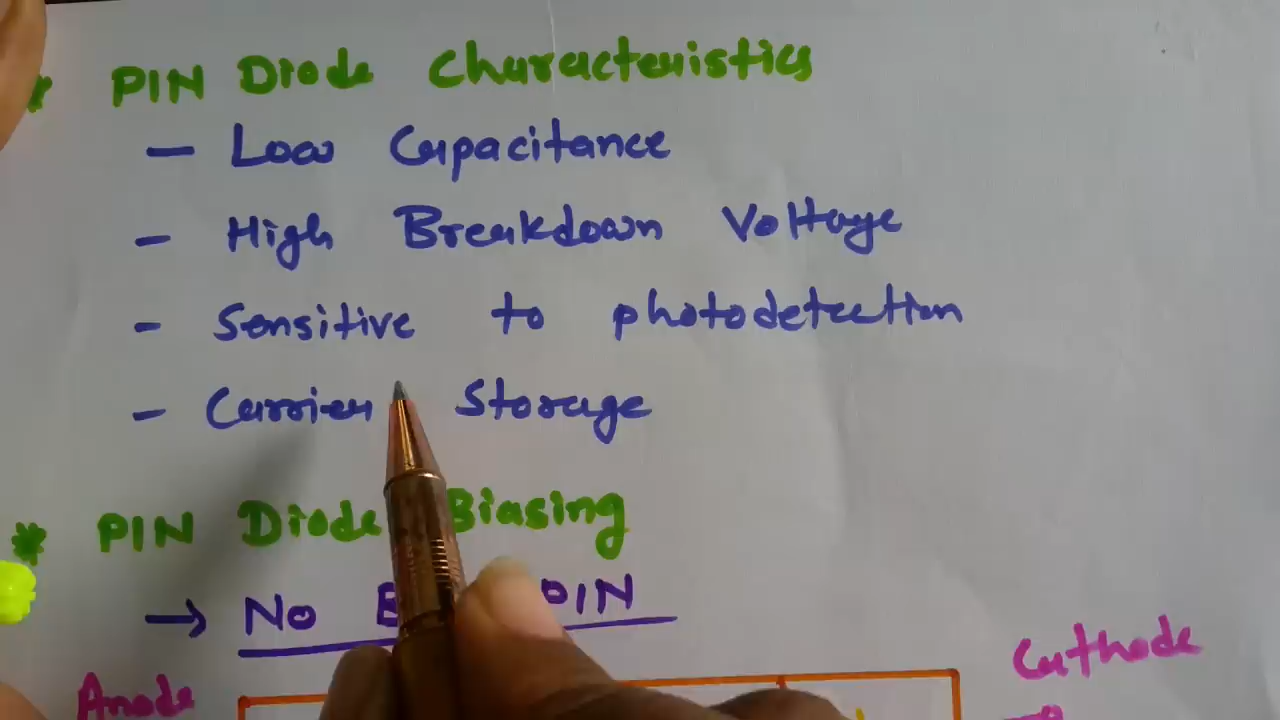 * PIN Diode Characteristics
- Low Capacitance
- High Breakdown Voltage
- Sensitive to photodetection
- Carrier Storage
* PIN Diode Biasing
→ No PIN
Cathode
Anode